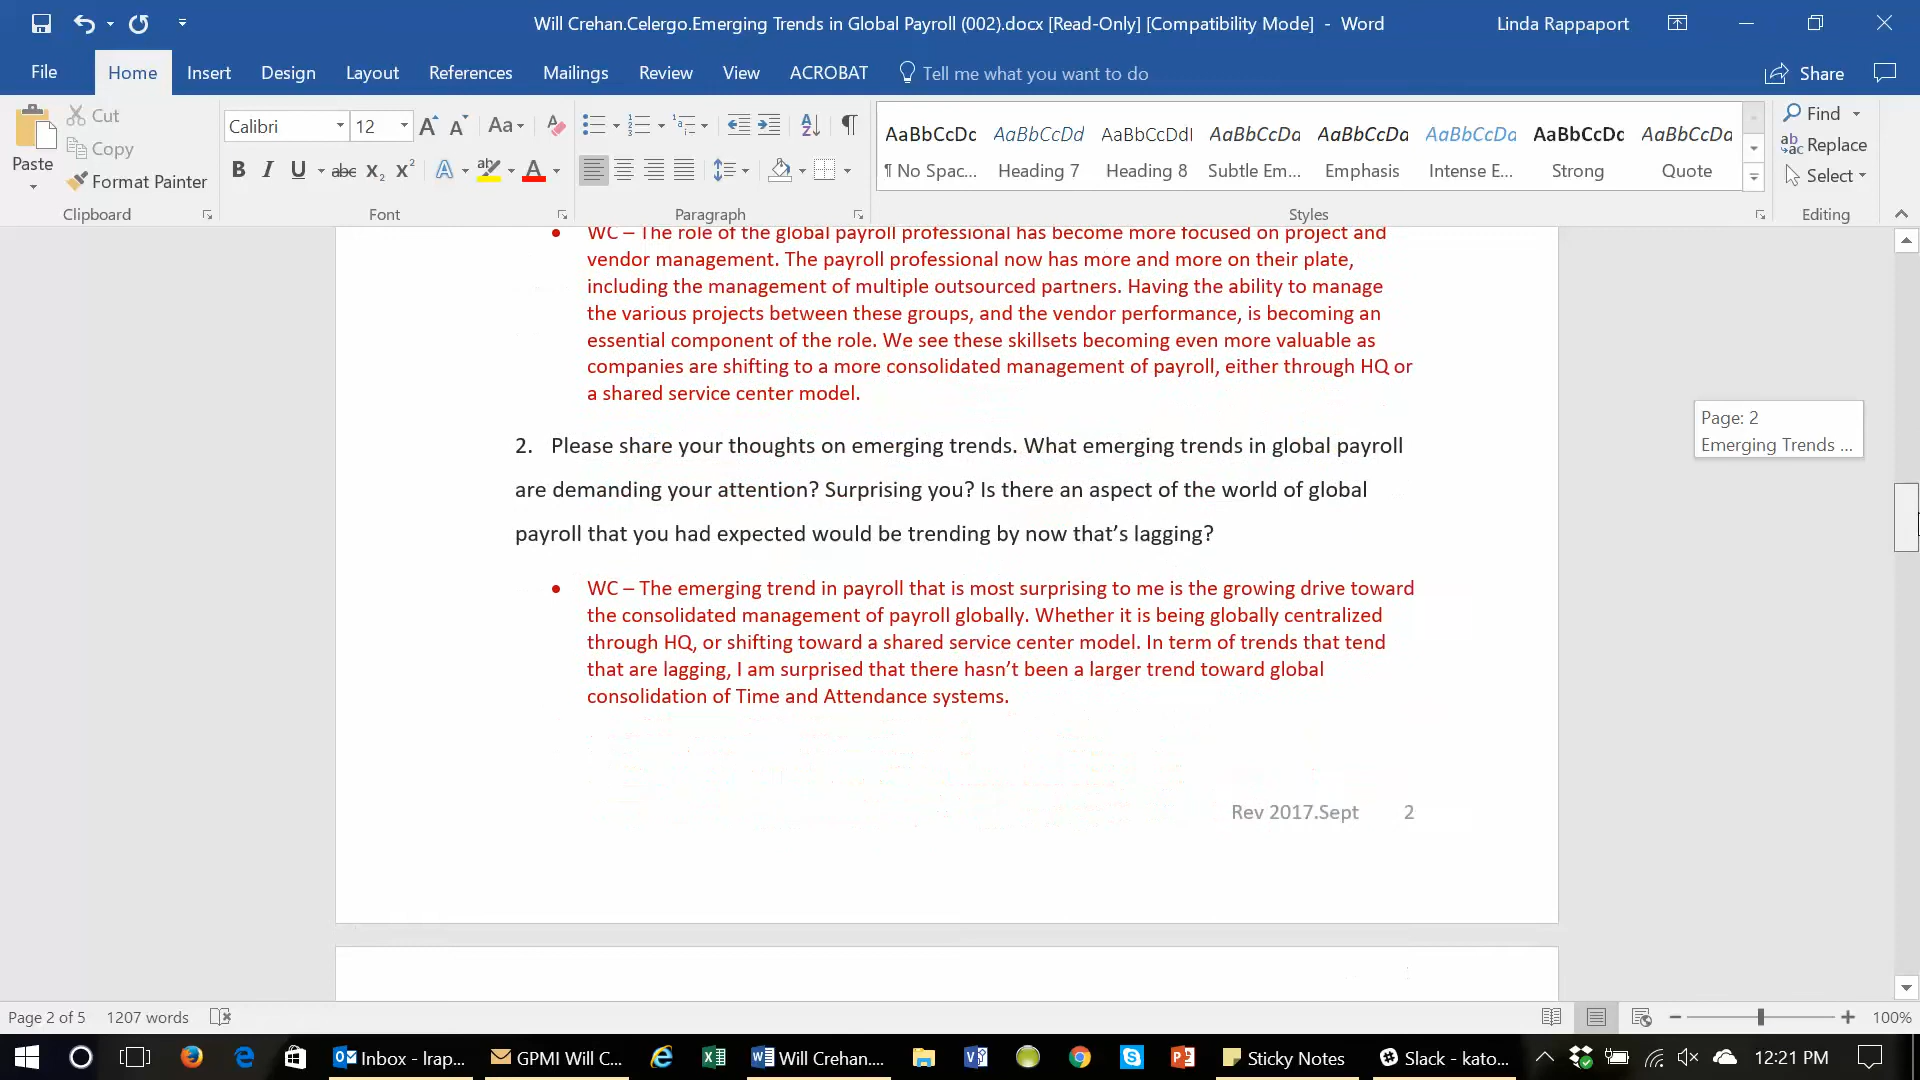 Will Crehan.Celergo.Emerging Trends in Global Payroll (002).docx [Read-Only] [Compatibility Mode] - Word
Linda Rappaport
File Home Insert Design Layout References Mailings Review View ACROBAT Tell me what you want to do Share
Paste
Cut
Copy
Format Painter
Clipboard
Calibri 12
Font
Paragraph
AaBbCcDc AaBbCcDd AaBbCcDdI AaBbCcDa AaBbCcDa AaBbCcDa AaBbCcDc AaBbCcDa
¶ No Spac... Heading 7 Heading 8 Subtle Em... Emphasis Intense E... Strong Quote
Styles
Find
Replace
Select
Editing
• WC – The role of the global payroll professional has become more focused on project and
vendor management. The payroll professional now has more and more on their plate,
including the management of multiple outsourced partners. Having the ability to manage
the various projects between these groups, and the vendor performance, is becoming an
essential component of the role. We see these skillsets becoming even more valuable as
companies are shifting to a more consolidated management of payroll, either through HQ or
a shared service center model.
2. Please share your thoughts on emerging trends. What emerging trends in global payroll
are demanding your attention? Surprising you? Is there an aspect of the world of global
payroll that you had expected would be trending by now that's lagging?
• WC – The emerging trend in payroll that is most surprising to me is the growing drive toward
the consolidated management of payroll globally. Whether it is being globally centralized
through HQ, or shifting toward a shared service center model. In term of trends that tend
that are lagging, I am surprised that there hasn't been a larger trend toward global
consolidation of Time and Attendance systems.
Rev 2017.Sept 2
Page: 2
Emerging Trends ...
Page 2 of 5 1207 words
100%
Inbox - lrap... GPMI Will C... Will Crehan.... Sticky Notes Slack - kato... 12:21 PM